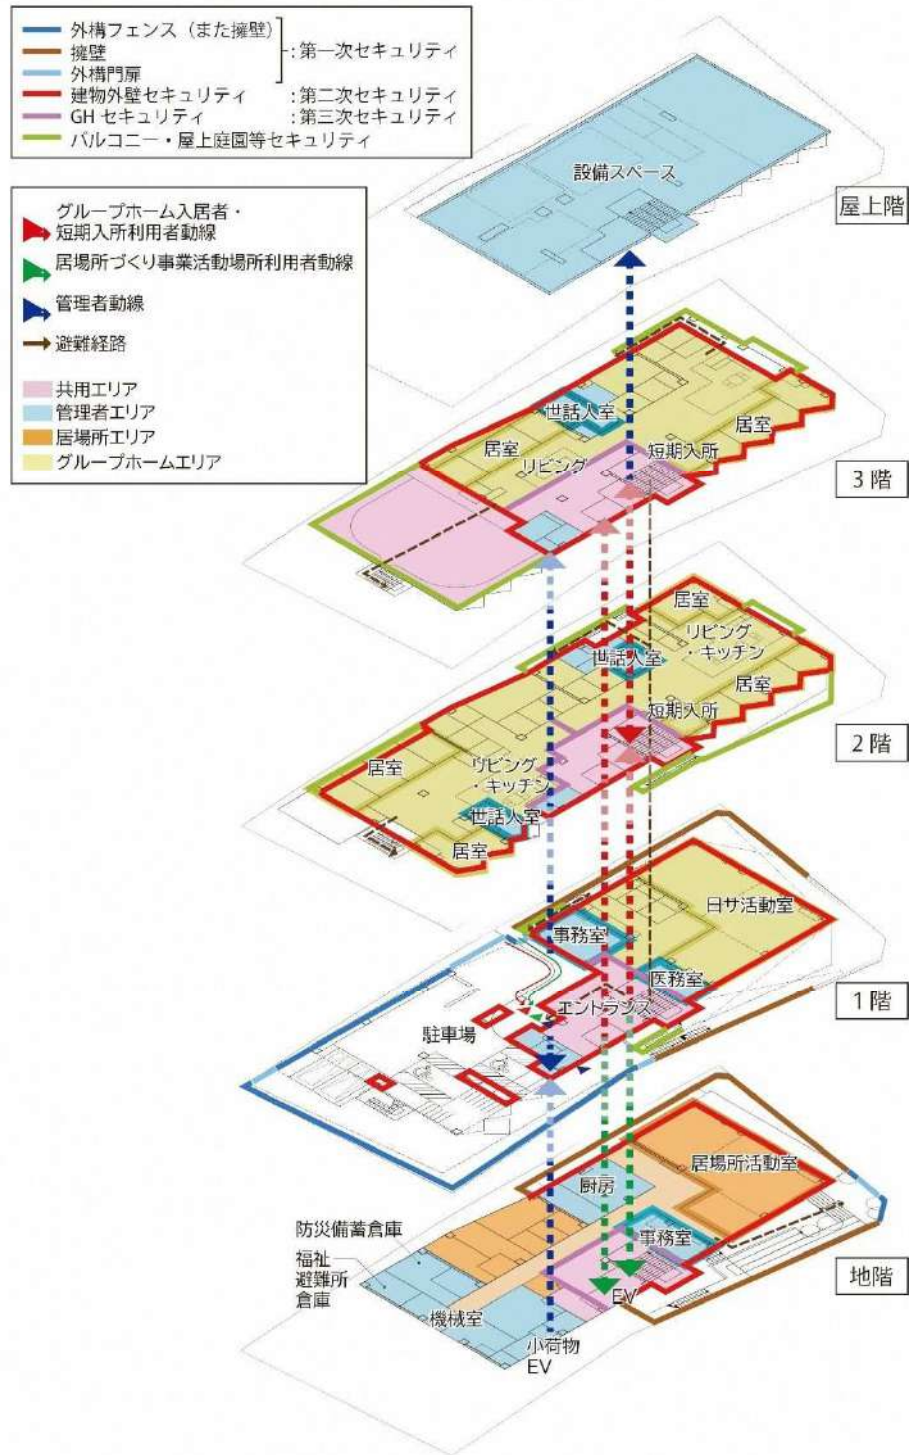 外構フェンス（また擁壁）
擁壁
：第一次セキュリティ
外構門扉
建物外壁セキュリティ ：第二次セキュリティ
GH セキュリティ ：第三次セキュリティ
バルコニー・屋上庭園等セキュリティ
グループホーム入居者・
短期入所利用者動線
居場所づくり事業活動場所利用者動線
管理者動線
避難経路
共用エリア
管理者エリア
居場所エリア
グループホームエリア
設備スペース
屋上階
世話人室
居室
居室
リビング
短期入所
3 階
居室
リビング
・キッチン
世話人室
居室
短期入所
居室
リビング
・キッチン
世話人室
居室
2 階
日サ活動室
事務室
医務室
エントランス
駐車場
1 階
居場所活動室
厨房
事務室
防災備蓄倉庫
福祉
避難所
倉庫
機械室
EV
小荷物
EV
地階